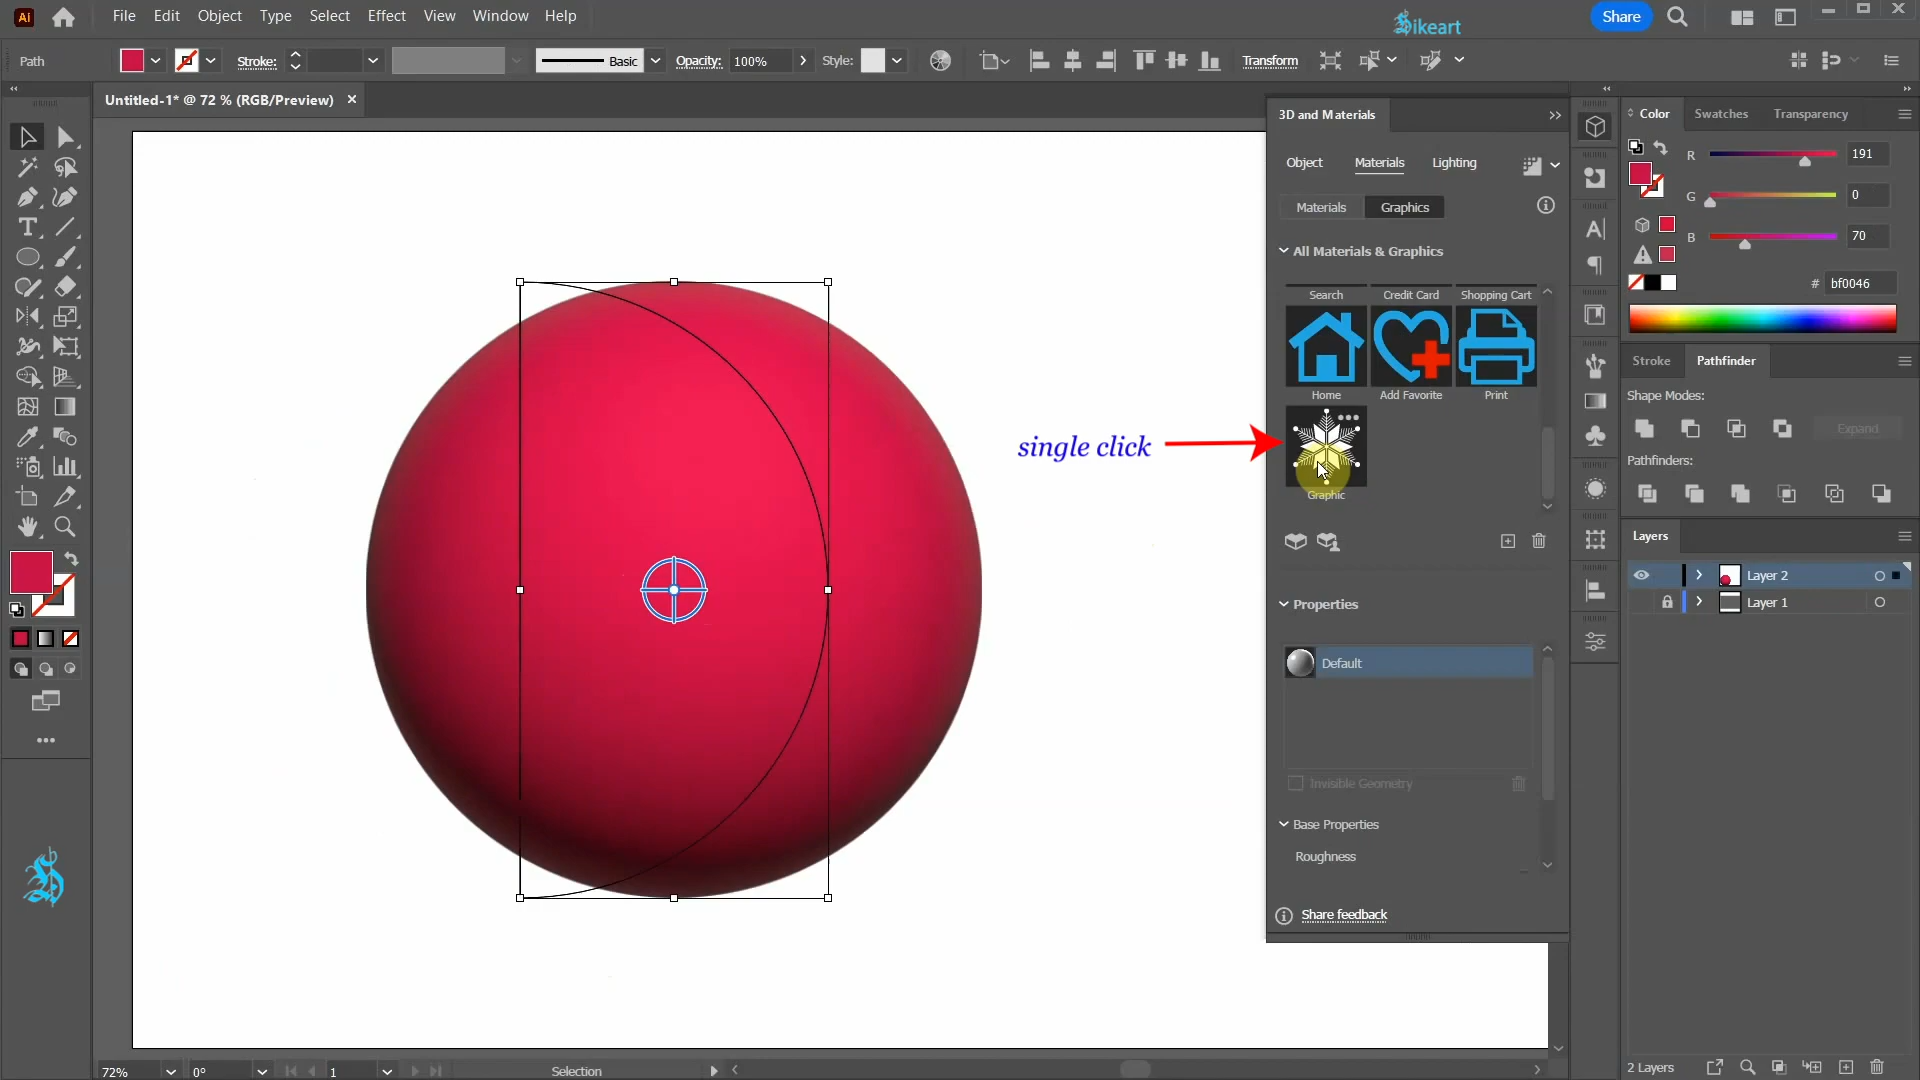 Ai File Edit Object Type Select Effect View Window Help
Sikeart
Share
Path Stroke: Basic Opacity: 100% Style: Transform
Untitled-1* @ 72 % (RGB/Preview)
3D and Materials
Object Materials Lighting
Materials Graphics
All Materials & Graphics
Search Credit Card Shopping Cart
Home Add Favorite Print
Graphic
single click
Properties
Default
Invisible Geometry
Base Properties
Roughness
Share feedback
Color Swatches Transparency
R 191
G 0
B 70
# bf0046
Stroke Pathfinder
Shape Modes:
Expand
Pathfinders:
Layers
Layer 2
Layer 1
2 Layers
72% 0° 1 Selection